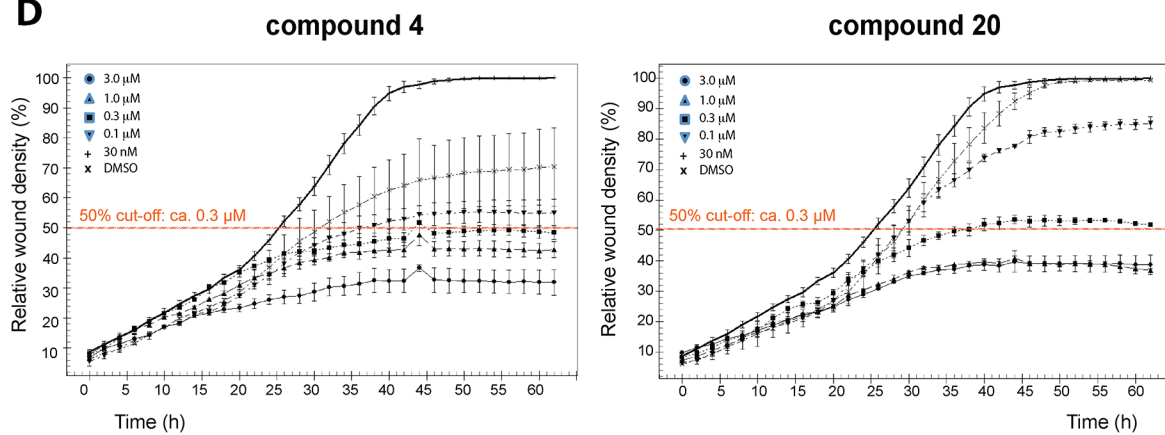 D
compound 4
Relative wound density (%)
100
90
80
70
60
50
40
30
20
10
3.0 μM
1.0 μM
0.3 μM
0.1 μM
30 nM
DMSO
50% cut-off: ca. 0.3 μM
0 5 10 15 20 25 30 35 40 45 50 55 60
Time (h)
compound 20
Relative wound density (%)
100
90
80
70
60
50
40
30
20
10
3.0 μM
1.0 μM
0.3 μM
0.1 μM
30 nM
DMSO
50% cut-off: ca. 0.3 μM
0 5 10 15 20 25 30 35 40 45 50 55 60
Time (h)